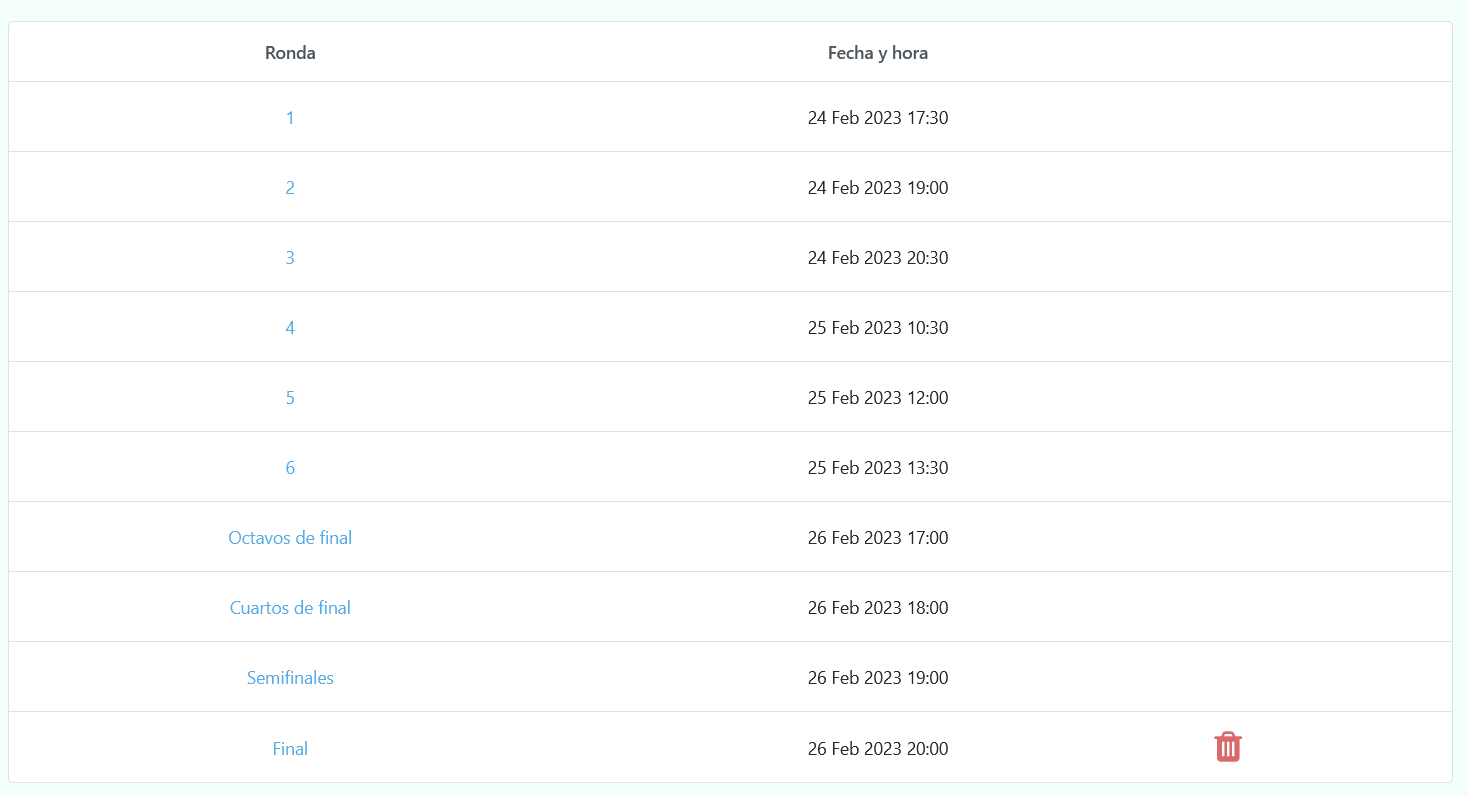 Ronda Fecha y hora
1 24 Feb 2023 17:30
2 24 Feb 2023 19:00
3 24 Feb 2023 20:30
4 25 Feb 2023 10:30
5 25 Feb 2023 12:00
6 25 Feb 2023 13:30
Octavos de final 26 Feb 2023 17:00
Cuartos de final 26 Feb 2023 18:00
Semifinales 26 Feb 2023 19:00
Final 26 Feb 2023 20:00